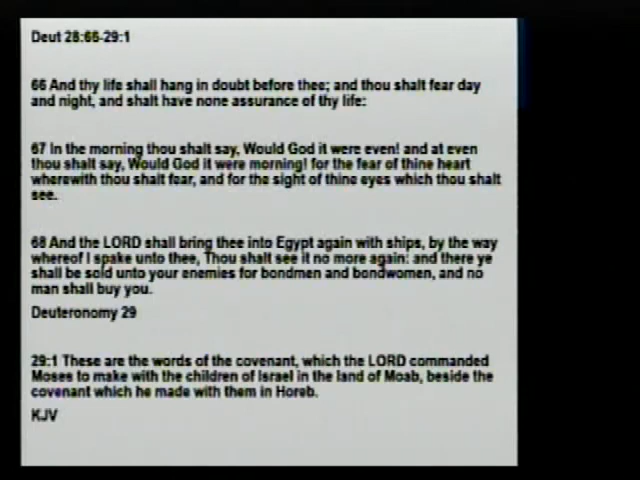 Deut 28:66-29:1
66 And thy life shall hang in doubt before thee; and thou shalt fear day
and night, and shalt have none assurance of thy life:
67 In the morning thou shalt say, Would God it were even! and at even
thou shalt say, Would God it were morning! for the fear of thine heart
wherewith thou shalt fear, and for the sight of thine eyes which thou shalt
see.
68 And the LORD shall bring thee into Egypt again with ships, by the way
whereof I spake unto thee, Thou shalt see it no more again: and there ye
shall be sold unto your enemies for bondmen and bondwomen, and no
man shall buy you.
Deuteronomy 29
29:1 These are the words of the covenant, which the LORD commanded
Moses to make with the children of Israel in the land of Moab, beside the
covenant which he made with them in Horeb.
KJV